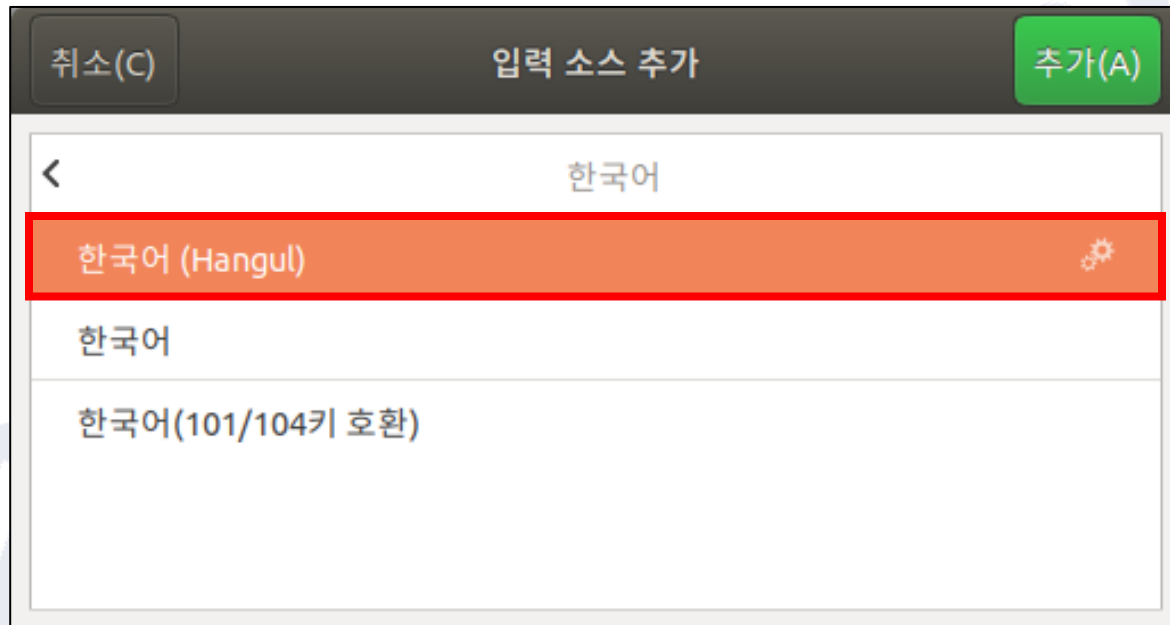 취소(C)
입력 소스 추가
추가(A)
한국어
한국어 (Hangul)
한국어
한국어(101/104키 호환)